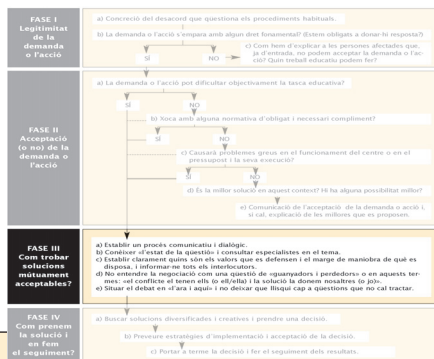 FASE I
Legitimitat
de la
demanda
o l'acció
a) Concreció del desacord que qüestiona els procediments habituals.
b) La demanda o l'acció s'empara amb algun dret fonamental? (Estem obligats a donar-hi resposta?)
SÍ
NO
c) Com hem d'explicar a les persones afectades que,
ja d'entrada, no podem acceptar la demanda o l'ac-
ció? Quin treball educatiu podem fer?
FASE II
Acceptació
(o no) de la
demanda o
l'acció
a) La demanda o l'acció pot dificultar objectivament la tasca educativa?
SÍ
NO
b) Xoca amb alguna normativa d'obligat i necessari compliment?
SÍ
NO
c) Causarà problemes greus en el funcionament del centre o en el
pressupost i la seva execució?
SÍ
NO
d) És la millor solució en aquest context? Hi ha alguna possibilitat millor?
e) Comunicació de l'acceptació de la demanda o l'acció i,
si cal, explicació de les millores que es proposen.
FASE III
Com trobar
solucions
mútuament
acceptables?
a) Establir un procés comunicatiu i dialògic.
b) Conèixer «l'estat de la qüestió» i consultar especialistes en el tema.
c) Establir clarament quins són els valors que es defensen i el marge de maniobra de què es
disposa, i informar-ne tots els interlocutors.
d) No entendre la negociació com una qüestió de «guanyadors i perdedors» o en aquests ter-
mes: «el conflicte el tenen ells (o ell/ella) i la solució la donem nosaltres (o jo)».
e) Situar el debat en «l'ara i aquí» i no deixar que llisqui cap a qüestions que no cal tractar.
FASE IV
Com prenem
la solució i
en fem
el seguiment?
a) Buscar solucions diversificades i creatives i prendre una decisió.
b) Preveure estratègies d'implementació i acceptació de la decisió.
c) Portar a terme la decisió i fer el seguiment dels resultats.